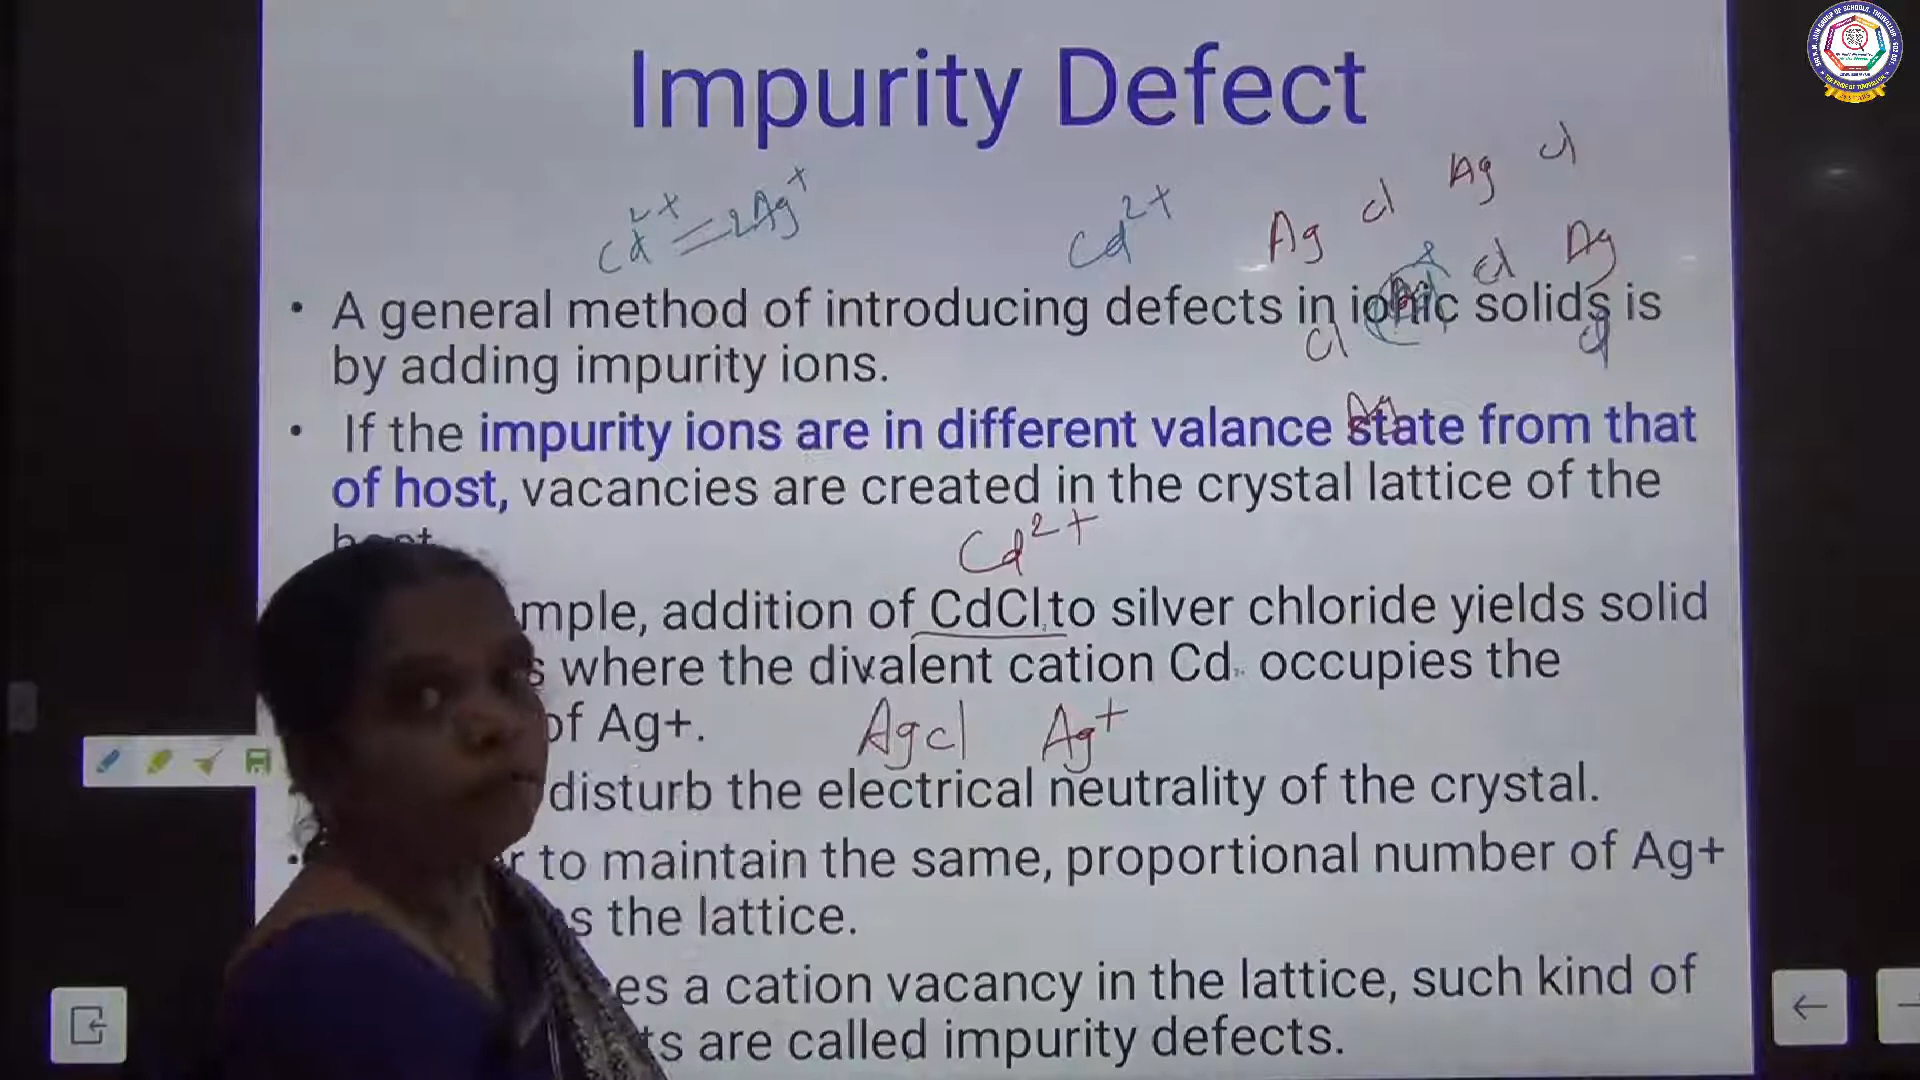 Impurity Defect
Ag Cl Ag Cl
Cd2+ = 2Ag+ Cd2+
Cl Ag
• A general method of introducing defects in ionic solids is
Cl Cl
by adding impurity ions.
• If the impurity ions are in different valance state from that
Ag
of host, vacancies are created in the crystal lattice of the
Cd2+
mple, addition of CdCl2 to silver chloride yields solid
s where the divalent cation Cd occupies the
of Ag+. AgCl Ag+
disturb the electrical neutrality of the crystal.
• r to maintain the same, proportional number of Ag+
s the lattice.
es a cation vacancy in the lattice, such kind of
ts are called impurity defects.